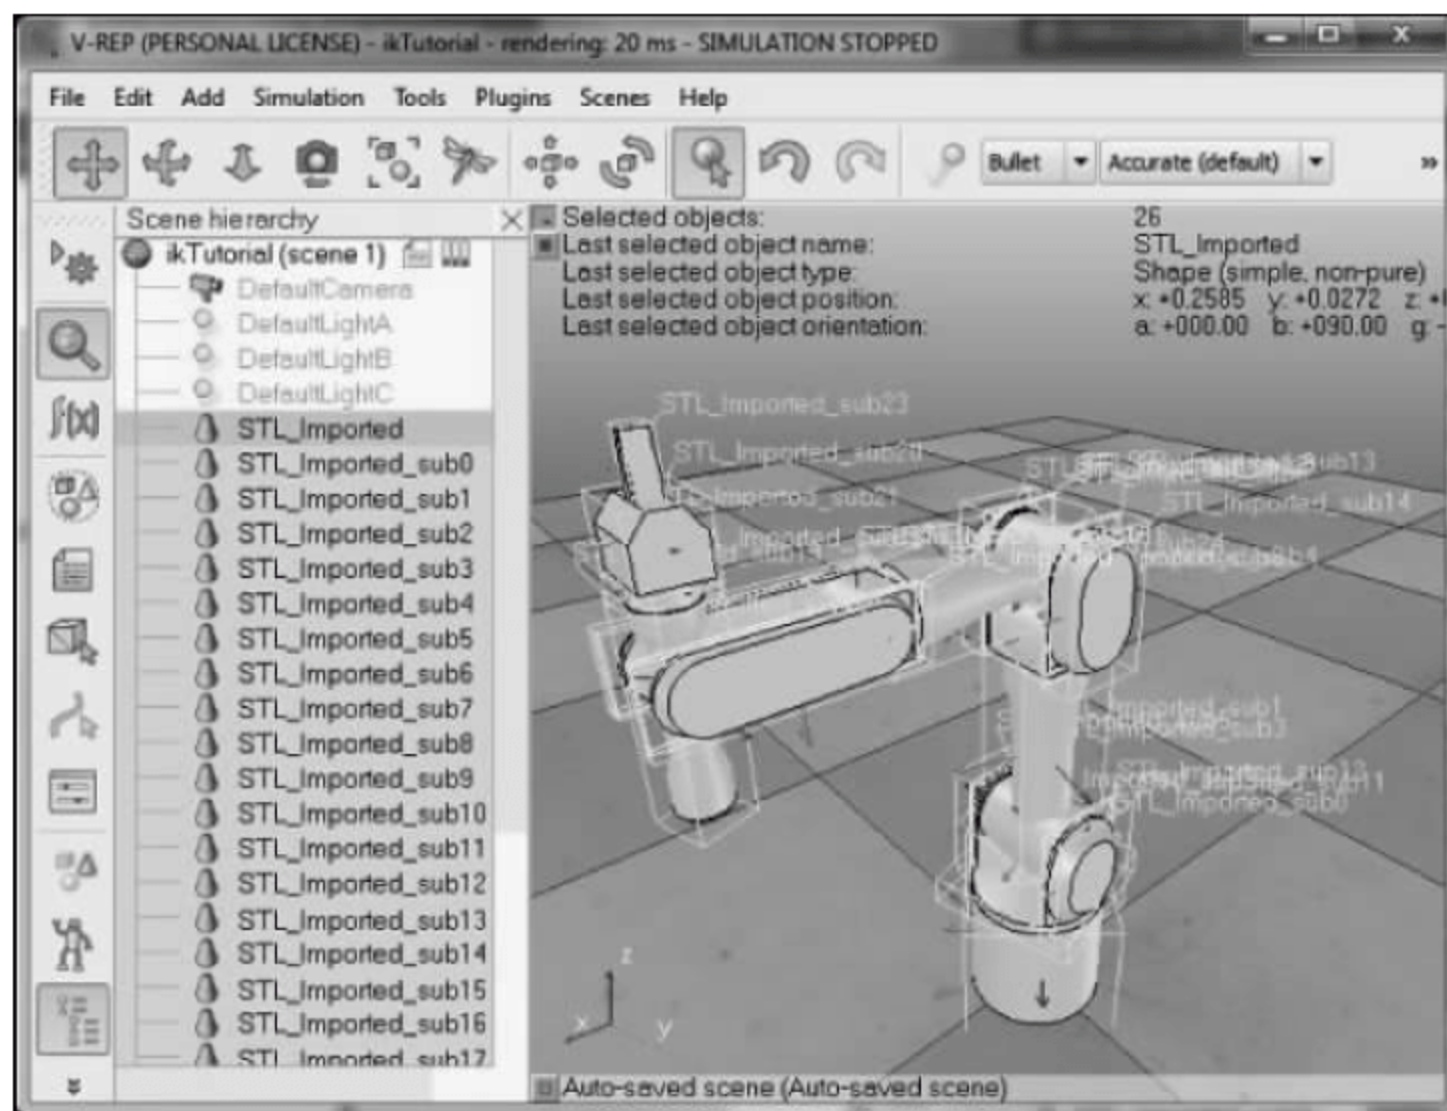 V-REP (PERSONAL LICENSE) - ikTutorial - rendering: 20 ms - SIMULATION STOPPED
File Edit Add Simulation Tools Plugins Scenes Help
Bullet Accurate (default) »
Scene hierarchy
ikTutorial (scene 1)
DefaultCamera
DefaultLightA
DefaultLightB
DefaultLightC
STL_Imported
STL_Imported_sub0
STL_Imported_sub1
STL_Imported_sub2
STL_Imported_sub3
STL_Imported_sub4
STL_Imported_sub5
STL_Imported_sub6
STL_Imported_sub7
STL_Imported_sub8
STL_Imported_sub9
STL_Imported_sub10
STL_Imported_sub11
STL_Imported_sub12
STL_Imported_sub13
STL_Imported_sub14
STL_Imported_sub15
STL_Imported_sub16
STL_Imported_sub17
Selected objects: 26
Last selected object name: STL_Imported
Last selected object type: Shape (simple, non-pure)
Last selected object position: x: +0.2585 y: +0.0272 z:
Last selected object orientation: a: +000.00 b: +090.00 g: -
STL_Imported_sub23
STL_Imported_sub20
STL_Imported_sub14
z
x
y
Auto-saved scene (Auto-saved scene)